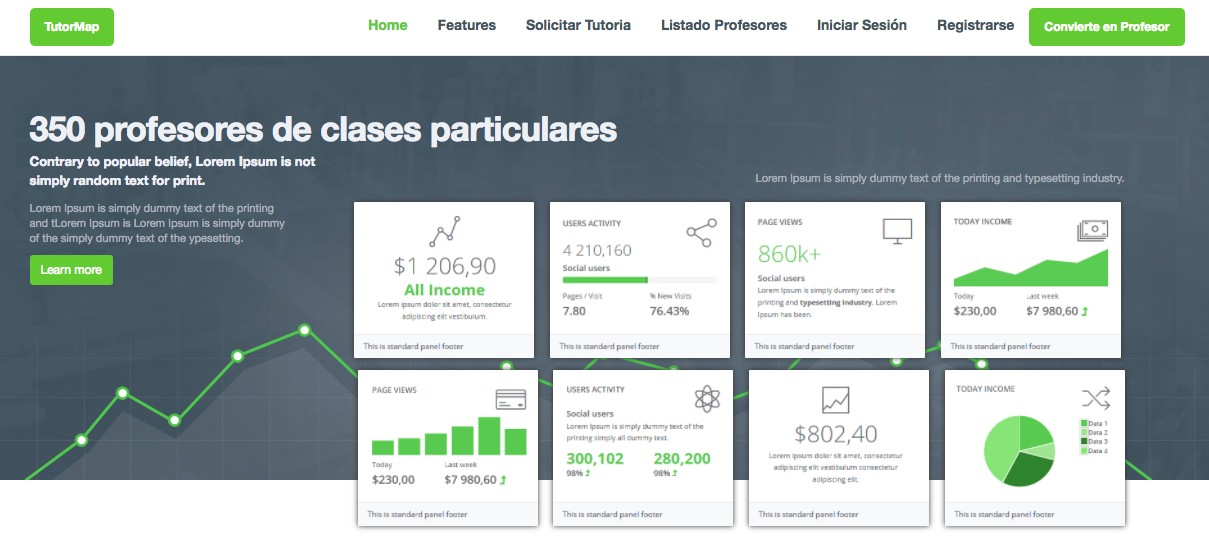 TutorMap
Home
Features
Solicitar Tutoria
Listado Profesores
Iniciar Sesión
Registrarse
Convierte en Profesor
350 profesores de clases particulares
Contrary to popular belief, Lorem Ipsum is not
simply random text for print.
Lorem Ipsum is simply dummy text of the printing
and tLorem Ipsum is Lorem Ipsum is simply dummy
of the simply dummy text of the ypesetting.
Learn more
Lorem Ipsum is simply dummy text of the printing and typesetting industry.
$1 206,90
All Income
Lorem ipsum dolor sit amet, consectetur
adipiscing elit vestibulum.
This is standard panel footer
USERS ACTIVITY
4 210,160
Social users
Pages / Visit
7.80
% New Visits
76.43%
This is standard panel footer
PAGE VIEWS
860k+
Social users
Lorem Ipsum is simply dummy text of the
printing and typesetting industry. Lorem
Ipsum has been.
This is standard panel footer
TODAY INCOME
Today
$230,00
Last week
$7 980,60
This is standard panel footer
PAGE VIEWS
Today
$230,00
Last week
$7 980,60
This is standard panel footer
USERS ACTIVITY
Social users
Lorem Ipsum is simply dummy text of the
printing simply all dummy text.
300,102
98%
280,200
98%
This is standard panel footer
$802,40
Lorem ipsum dolor sit amet, consectetur
adipiscing elit vestibulum. consectetur
adipiscing elit.
This is standard panel footer
TODAY INCOME
Data 1
Data 2
Data 3
Data 4
This is standard panel footer